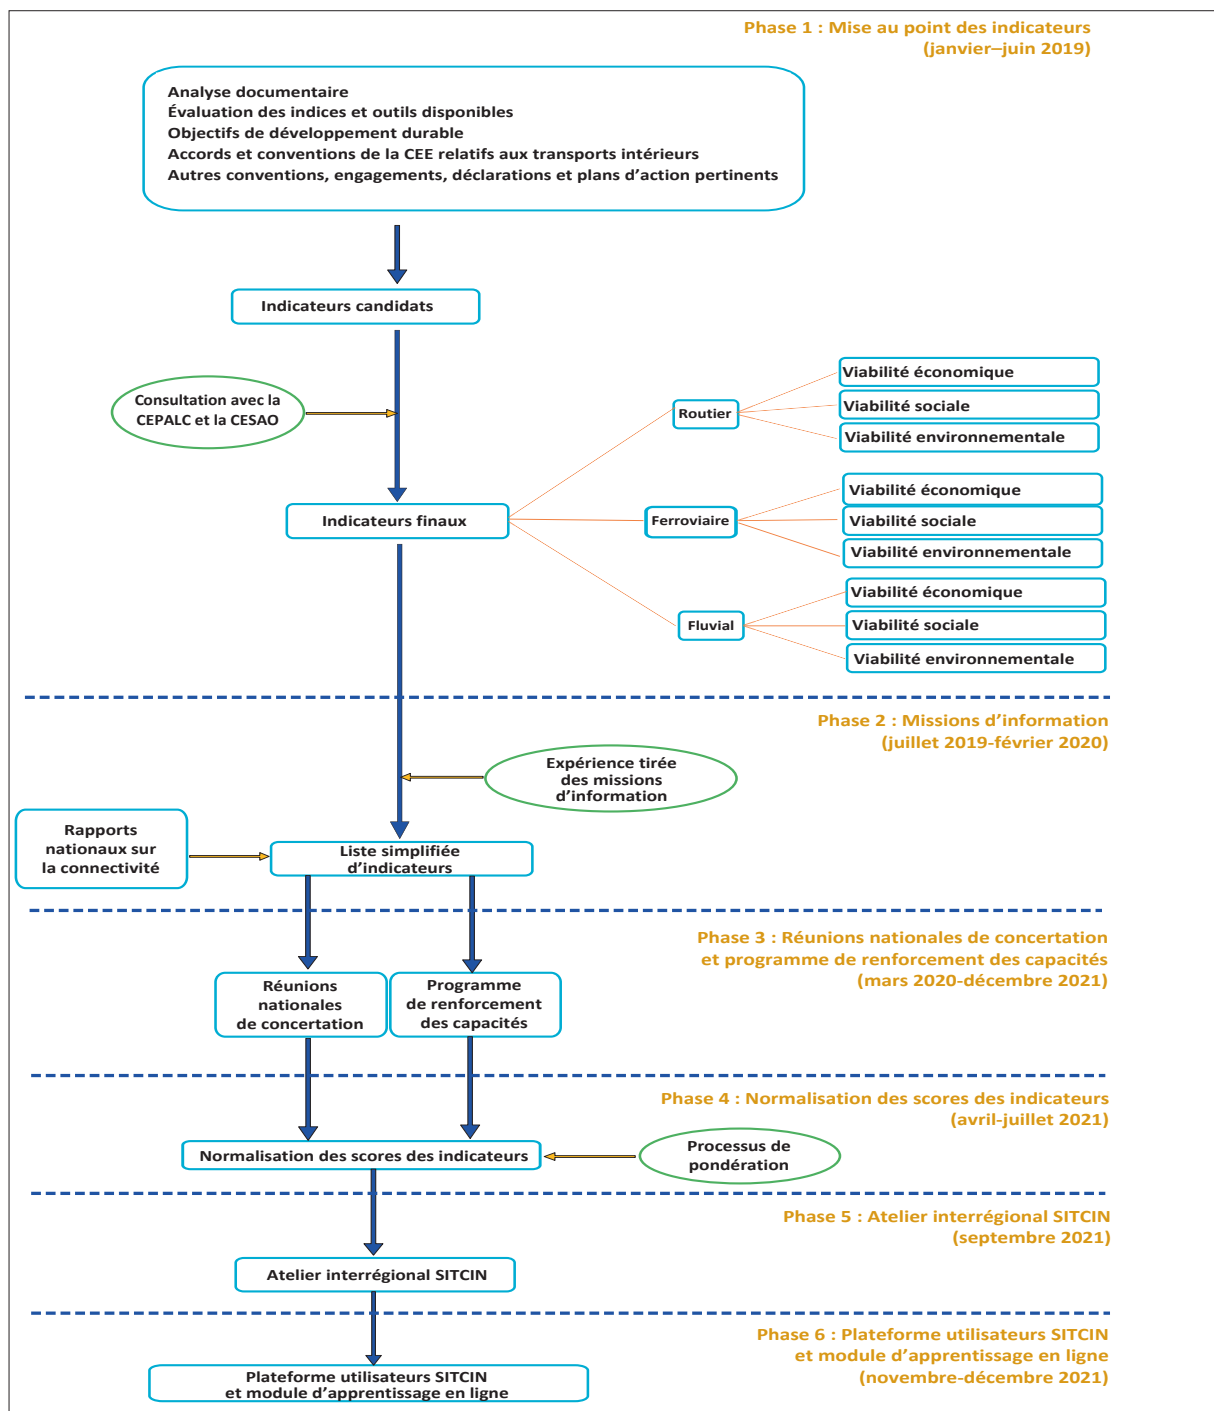 Phase 1 : Mise au point des indicateurs
(janvier–juin 2019)
Analyse documentaire
Évaluation des indices et outils disponibles
Objectifs de développement durable
Accords et conventions de la CEE relatifs aux transports intérieurs
Autres conventions, engagements, déclarations et plans d’action pertinents
Indicateurs candidats
Consultation avec la
CEPALC et la CESAO
Indicateurs finaux
Routier
Viabilité économique
Viabilité sociale
Viabilité environnementale
Ferroviaire
Viabilité économique
Viabilité sociale
Viabilité environnementale
Fluvial
Viabilité économique
Viabilité sociale
Viabilité environnementale
Phase 2 : Missions d’information
(juillet 2019-février 2020)
Expérience tirée
des missions
d’information
Rapports
nationaux sur
la connectivité
Liste simplifiée
d’indicateurs
Phase 3 : Réunions nationales de concertation
et programme de renforcement des capacités
(mars 2020-décembre 2021)
Réunions
nationales
de concertation
Programme
de renforcement
des capacités
Phase 4 : Normalisation des scores des indicateurs
(avril-juillet 2021)
Normalisation des scores des indicateurs
Processus de
pondération
Phase 5 : Atelier interrégional SITCIN
(septembre 2021)
Atelier interrégional SITCIN
Phase 6 : Plateforme utilisateurs SITCIN
et module d’apprentissage en ligne
(novembre-décembre 2021)
Plateforme utilisateurs SITCIN
et module d’apprentissage en ligne